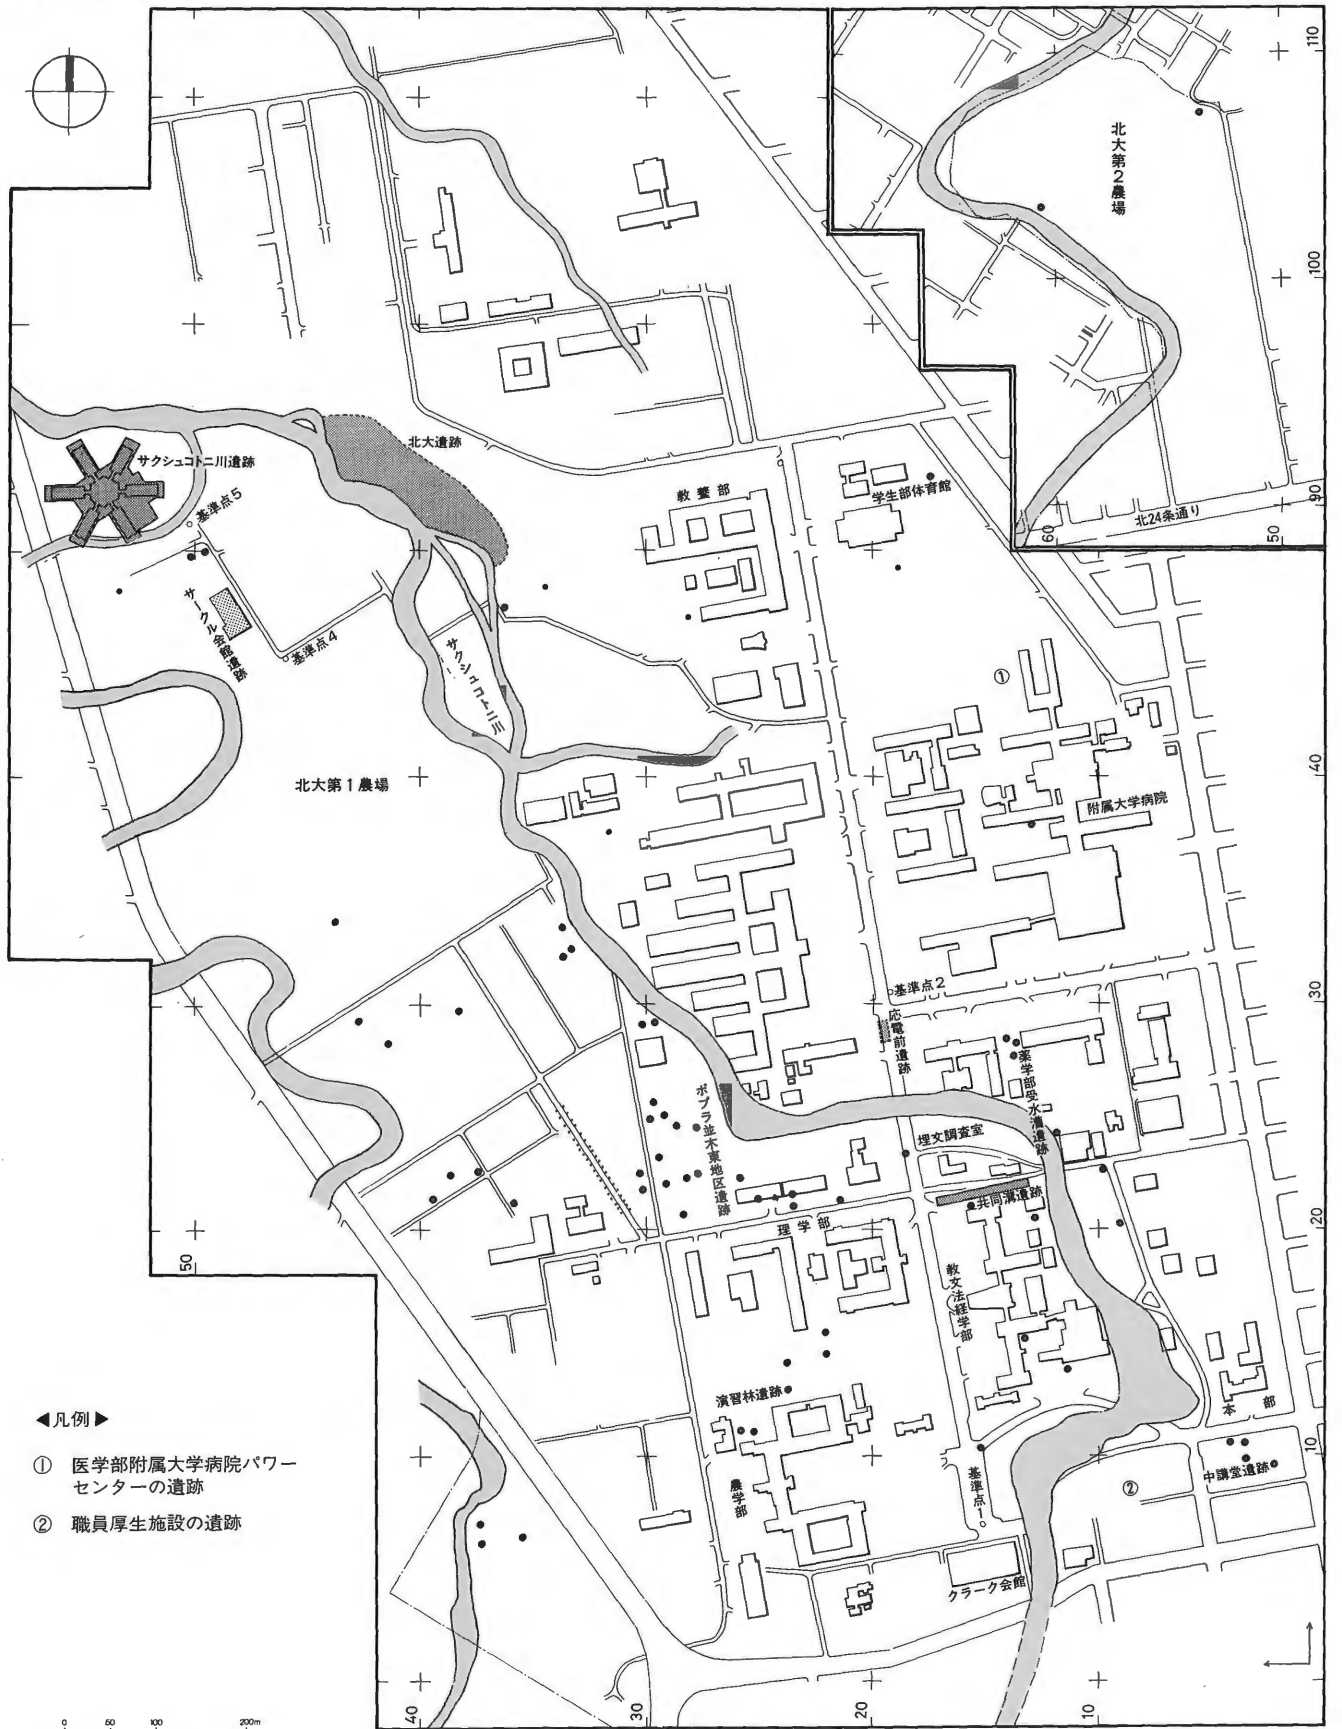 110
北大第2農場
100
北大遺跡
サクシュコトニ川遺跡
教養部
学生部体育館
90
基準点5
北24条通り
60
50
サークル会館遺跡
基準点4
サクシュコトニ川
①
北大第1農場
40
附属大学病院
基準点2
30
応電前遺跡
薬学部受水槽遺跡
ポプラ並木東地区遺跡
埋文調査室
共同溝遺跡
理学部
20
50
教文法経学部
演習林遺跡
本部
10
中講堂遺跡
農学部
基準点1
②
クラーク会館
◀凡例▶
① 医学部附属大学病院パワー
センターの遺跡
② 職員厚生施設の遺跡
0 50 100 200m
40
30
20
10